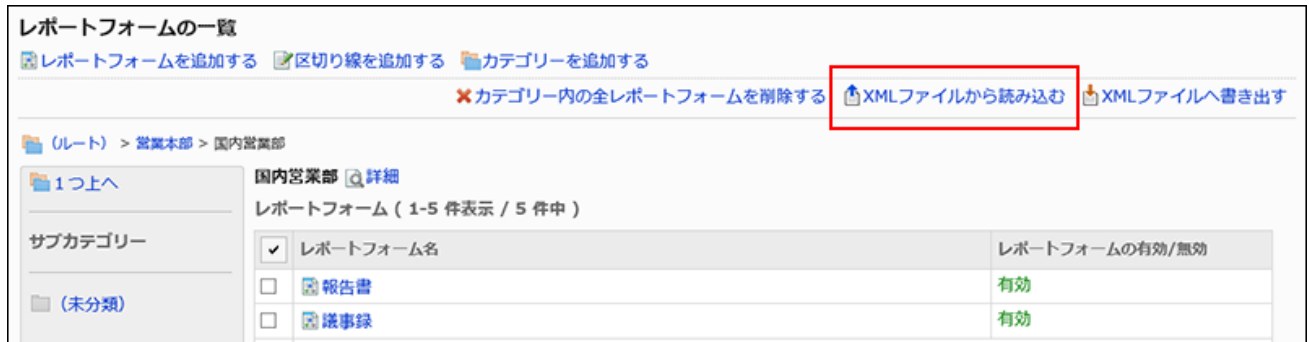 レポートフォームの一覧
レポートフォームを追加する 区切り線を追加する カテゴリーを追加する
カテゴリー内の全レポートフォームを削除する XMLファイルから読み込む XMLファイルへ書き出す
(ルート) > 営業本部 > 国内営業部
1つ上へ
サブカテゴリー
(未分類)
国内営業部 詳細
レポートフォーム ( 1-5 件表示 / 5 件中 )
レポートフォーム名 レポートフォームの有効/無効
報告書 有効
議事録 有効